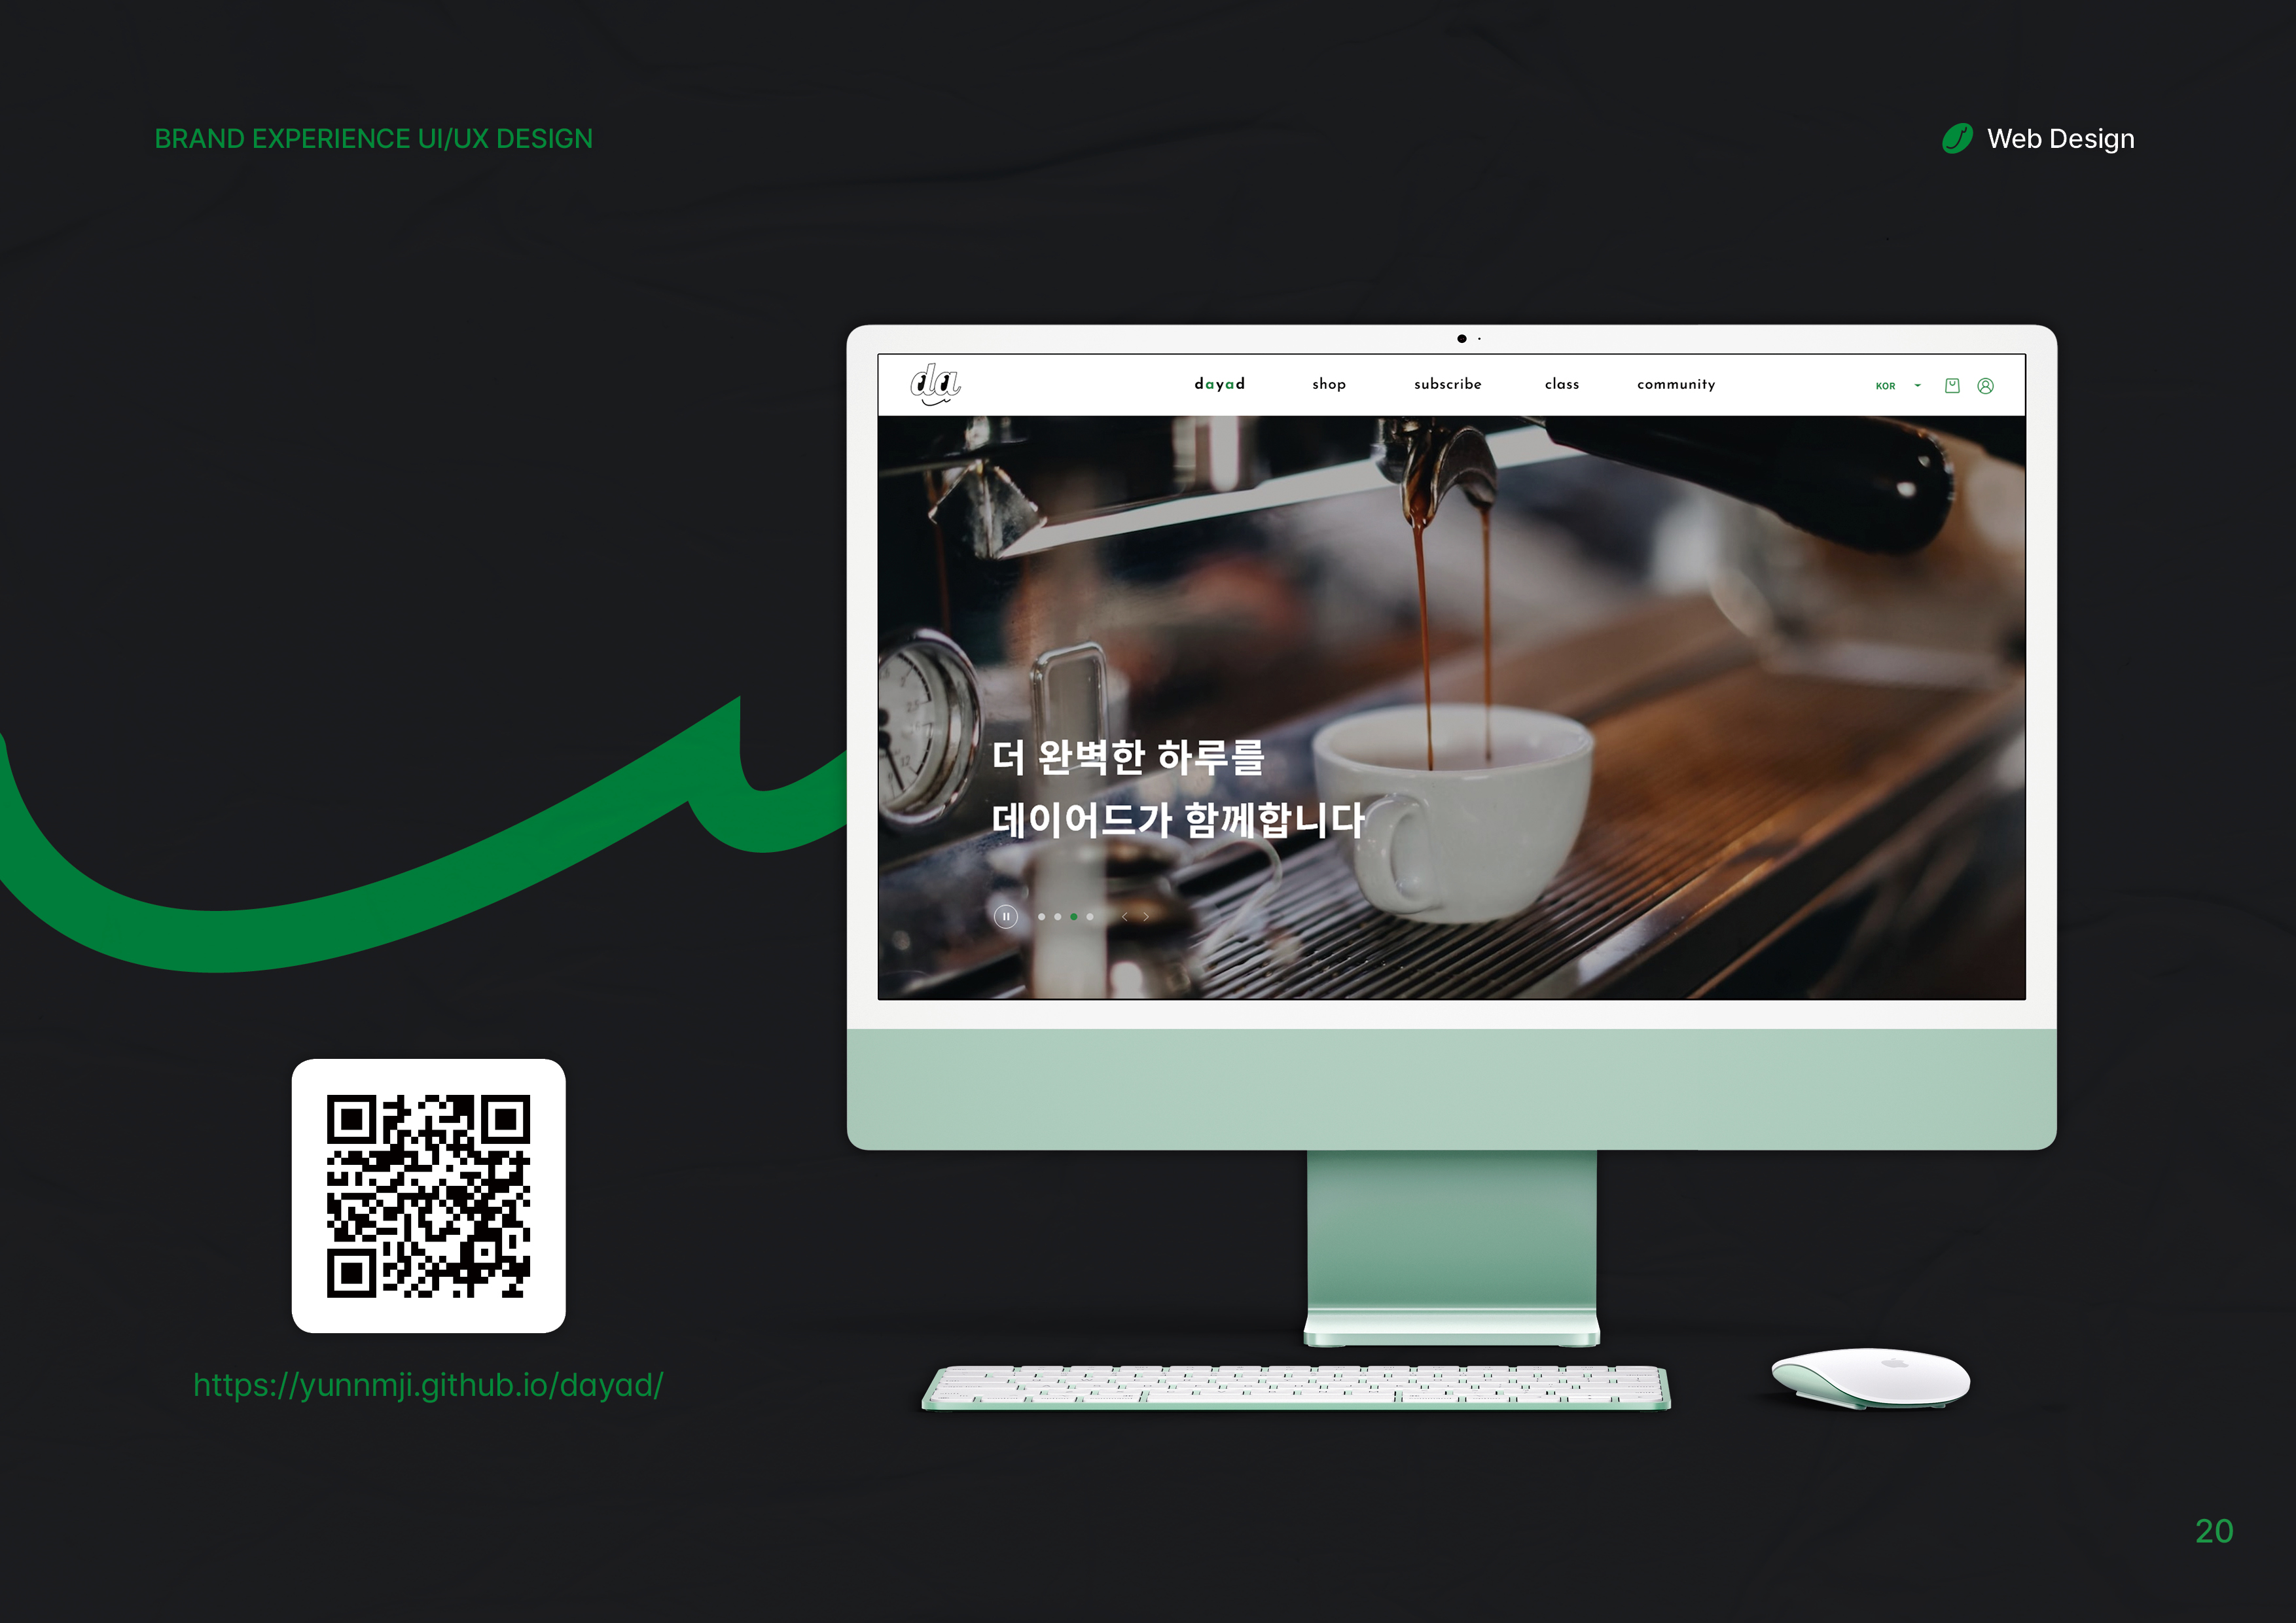 BRAND EXPERIENCE UI/UX DESIGN
Web Design
da
dayad shop subscribe class community KOR
더 완벽한 하루를
데이어드가 함께합니다
https://yunnmji.github.io/dayad/
20